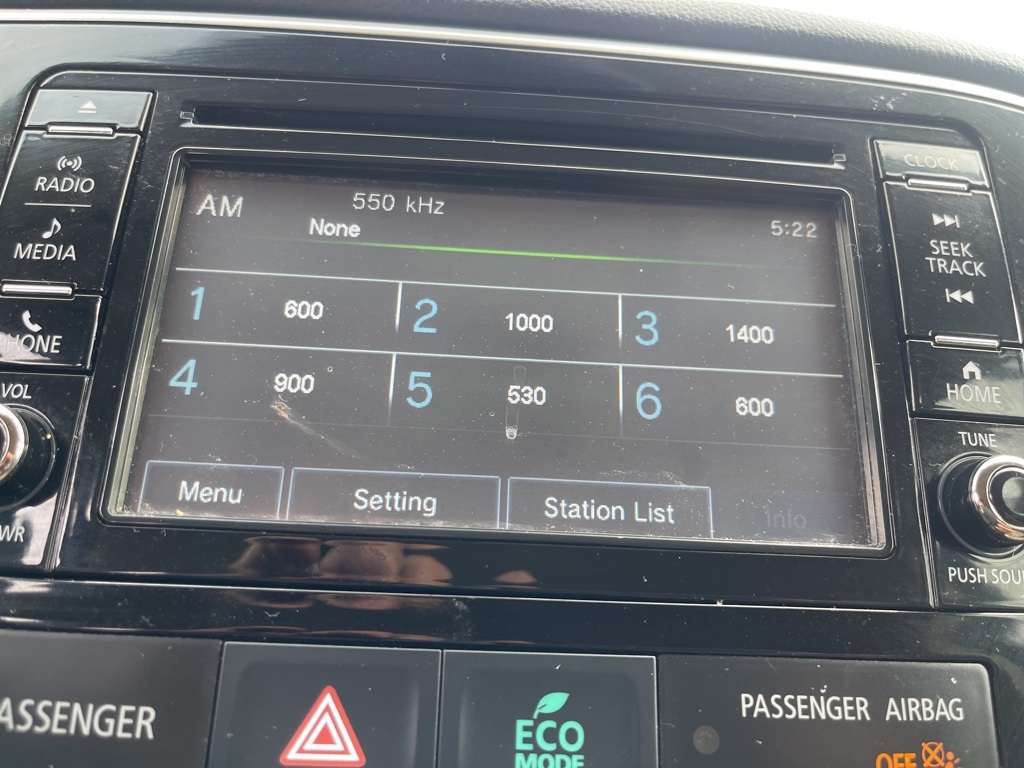 RADIO
MEDIA
PHONE
VOL
AM
550 kHz
None
5:22
1 600
2 1000
3 1400
4 900
5 530
6 600
Menu
Setting
Station List
Info
CLOCK
SEEK
TRACK
HOME
TUNE
PUSH SOU
WR
ASSENGER
ECO
MODE
PASSENGER AIRBAG
OFF